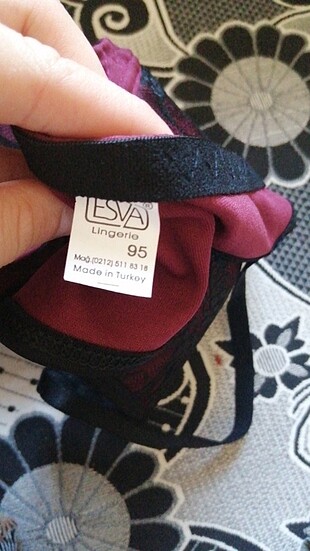 ESVA®
Lingerie
95
Mağ.(0212) 511 83 18
Made in Turkey